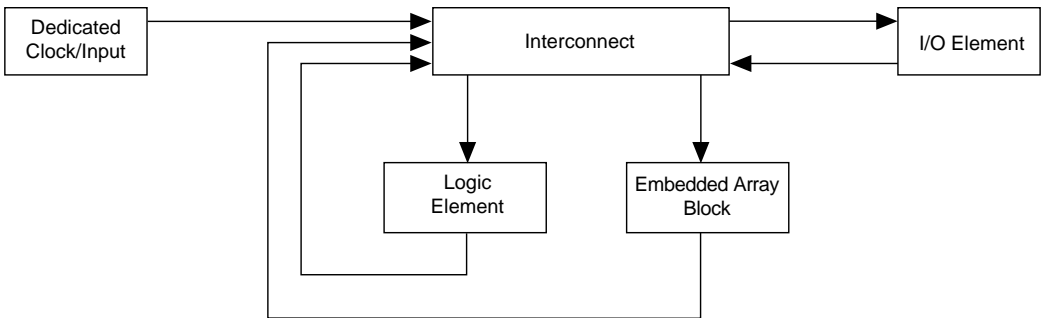 Dedicated
Clock/Input
Interconnect
I/O Element
Logic
Element
Embedded Array
Block